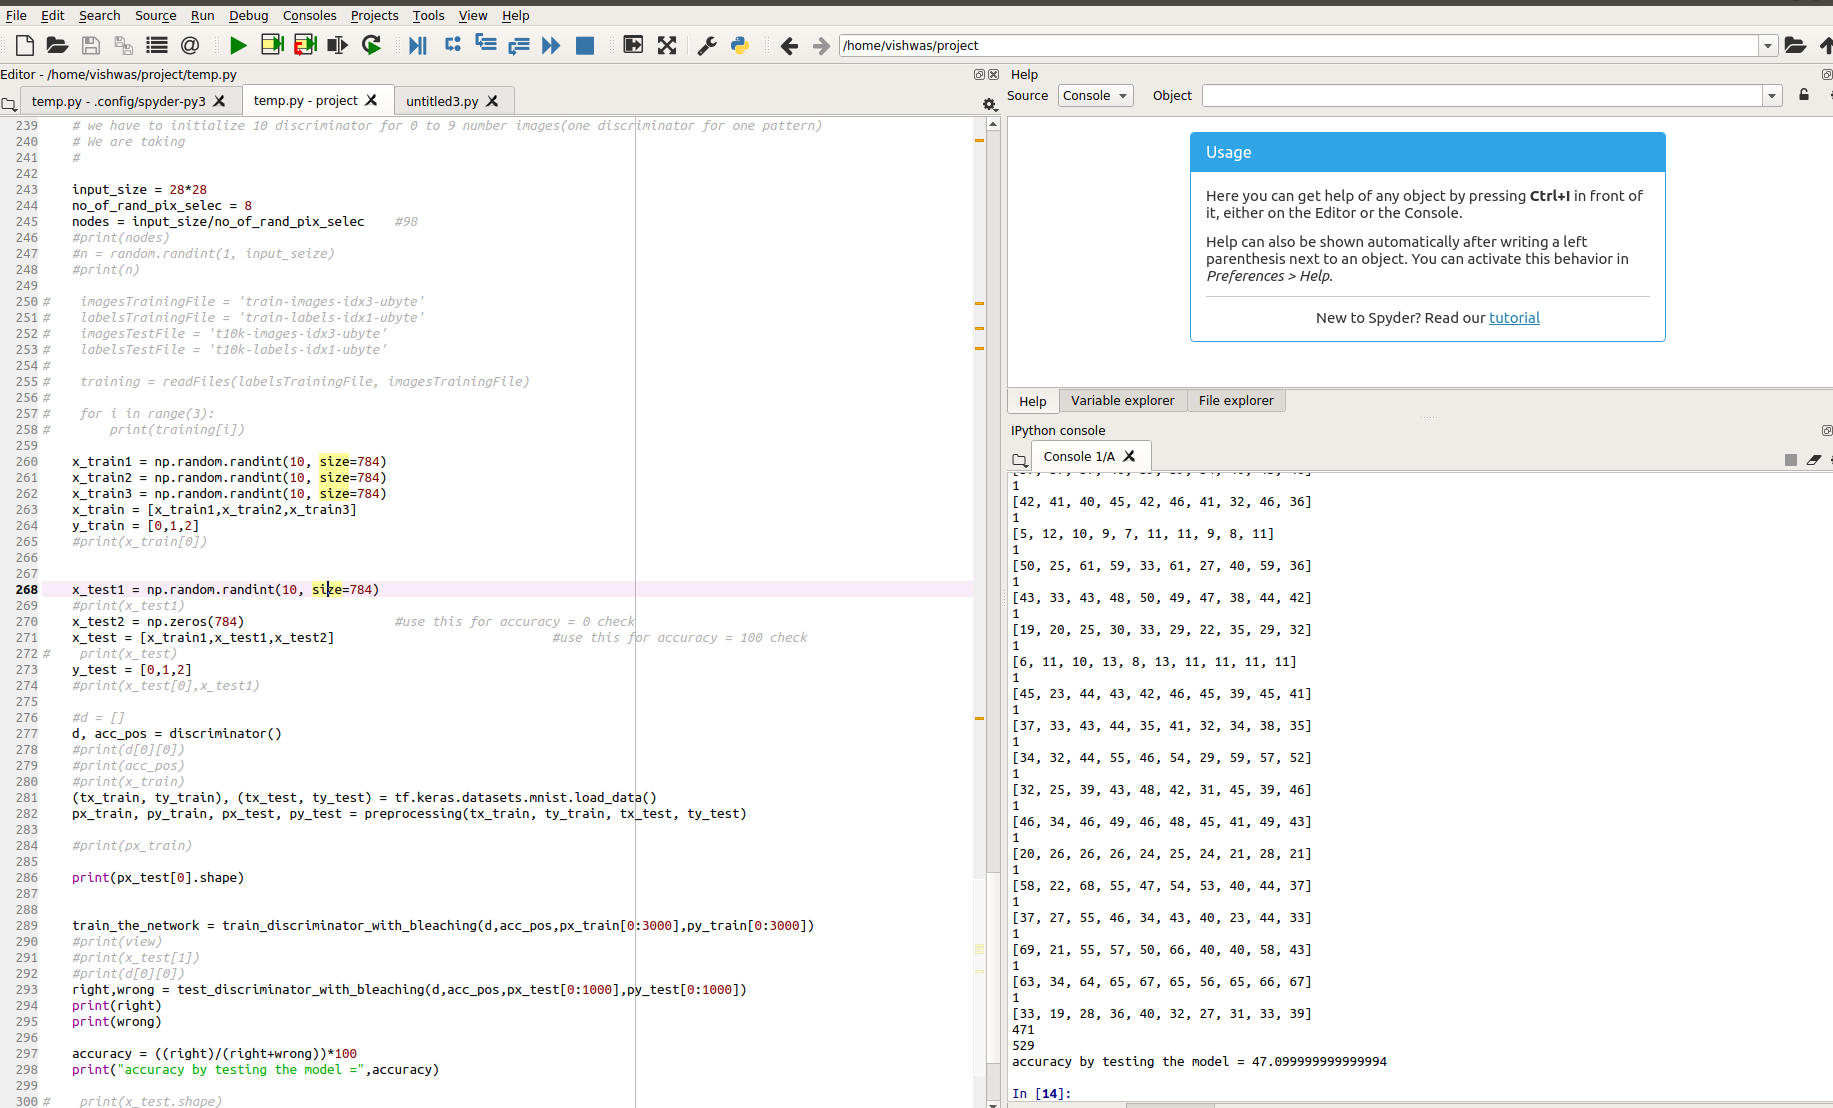 File Edit Search Source Run Debug Consoles Projects Tools View Help
/home/vishwas/project
Editor - /home/vishwas/project/temp.py
temp.py - .config/spyder-py3
temp.py - project
untitled3.py
239 # we have to initialize 10 discriminator for 0 to 9 number images(one discriminator for one pattern)
240 # We are taking
241 #
242
243 input_size = 28*28
244 no_of_rand_pix_selec = 8
245 nodes = input_size/no_of_rand_pix_selec #98
246 #print(nodes)
247 #n = random.randint(1, input_seize)
248 #print(n)
249
250 # imagesTrainingFile = 'train-images-idx3-ubyte'
251 # labelsTrainingFile = 'train-labels-idx1-ubyte'
252 # imagesTestFile = 't10k-images-idx3-ubyte'
253 # labelsTestFile = 't10k-labels-idx1-ubyte'
254 #
255 # training = readFiles(labelsTrainingFile, imagesTrainingFile)
256 #
257 # for i in range(3):
258 # print(training[i])
259
260 x_train1 = np.random.randint(10, size=784)
261 x_train2 = np.random.randint(10, size=784)
262 x_train3 = np.random.randint(10, size=784)
263 x_train = [x_train1,x_train2,x_train3]
264 y_train = [0,1,2]
265 #print(x_train[0])
266
267
268 x_test1 = np.random.randint(10, size=784)
269 #print(x_test1)
270 x_test2 = np.zeros(784) #use this for accuracy = 0 check
271 x_test = [x_train1,x_test1,x_test2] #use this for accuracy = 100 check
272 # print(x_test)
273 y_test = [0,1,2]
274 #print(x_test[0],x_test1)
275
276 #d = []
277 d, acc_pos = discriminator()
278 #print(d[0][0])
279 #print(acc_pos)
280 #print(x_train)
281 (tx_train, ty_train), (tx_test, ty_test) = tf.keras.datasets.mnist.load_data()
282 px_train, py_train, px_test, py_test = preprocessing(tx_train, ty_train, tx_test, ty_test)
283
284 #print(px_train)
285
286 print(px_test[0].shape)
287
288
289 train_the_network = train_discriminator_with_bleaching(d,acc_pos,px_train[0:3000],py_train[0:3000])
290 #print(view)
291 #print(x_test[1])
292 #print(d[0][0])
293 right,wrong = test_discriminator_with_bleaching(d,acc_pos,px_test[0:1000],py_test[0:1000])
294 print(right)
295 print(wrong)
296
297 accuracy = ((right)/(right+wrong))*100
298 print("accuracy by testing the model =",accuracy)
299
300 # print(x_test.shape)
Help
Source Console Object
Usage
Here you can get help of any object by pressing Ctrl+I in front of
it, either on the Editor or the Console.
Help can also be shown automatically after writing a left
parenthesis next to an object. You can activate this behavior in
Preferences > Help.
New to Spyder? Read our tutorial
Help Variable explorer File explorer
IPython console
Console 1/A
1
[42, 41, 40, 45, 42, 46, 41, 32, 46, 36]
1
[5, 12, 10, 9, 7, 11, 11, 9, 8, 11]
1
[50, 25, 61, 59, 33, 61, 27, 40, 59, 36]
1
[43, 33, 43, 48, 50, 49, 47, 38, 44, 42]
1
[19, 20, 25, 30, 33, 29, 22, 35, 29, 32]
1
[6, 11, 10, 13, 8, 13, 11, 11, 11, 11]
1
[45, 23, 44, 43, 42, 46, 45, 39, 45, 41]
1
[37, 33, 43, 44, 35, 41, 32, 34, 38, 35]
1
[34, 32, 44, 55, 46, 54, 29, 59, 57, 52]
1
[32, 25, 39, 43, 48, 42, 31, 45, 39, 46]
1
[46, 34, 46, 49, 46, 48, 45, 41, 49, 43]
1
[20, 26, 26, 26, 24, 25, 24, 21, 28, 21]
1
[58, 22, 68, 55, 47, 54, 53, 40, 44, 37]
1
[37, 27, 55, 46, 34, 43, 40, 23, 44, 33]
1
[69, 21, 55, 57, 50, 66, 40, 40, 58, 43]
1
[63, 34, 64, 65, 67, 65, 56, 65, 66, 67]
1
[33, 19, 28, 36, 40, 32, 27, 31, 33, 39]
471
529
accuracy by testing the model = 47.099999999999994
In [14]: